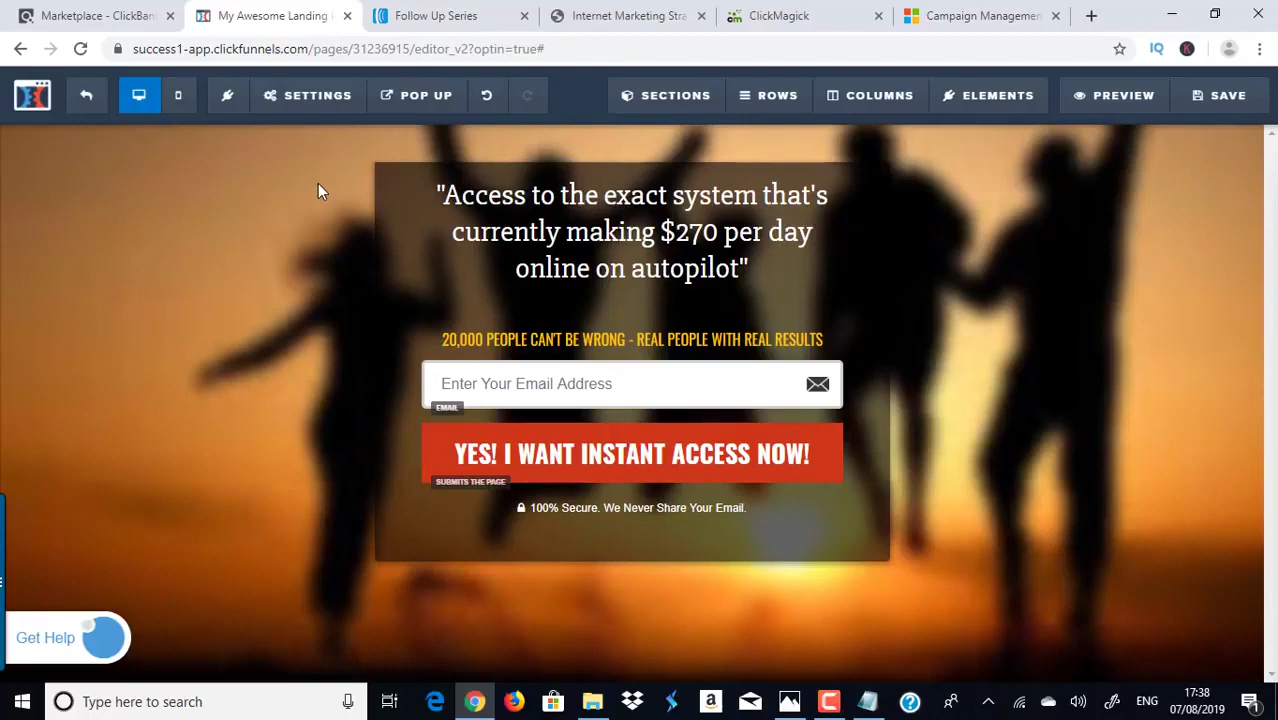 Marketplace - ClickBan
My Awesome Landing
Follow Up Series
Internet Marketing Stra
ClickMagick
Campaign Managemen
success1-app.clickfunnels.com/pages/31236915/editor_v2?optin=true#
IQ
K
SETTINGS
POP UP
SECTIONS
ROWS
COLUMNS
ELEMENTS
PREVIEW
SAVE
"Access to the exact system that's
currently making $270 per day
online on autopilot"
20,000 PEOPLE CAN'T BE WRONG - REAL PEOPLE WITH REAL RESULTS
Enter Your Email Address
EMAIL
YES! I WANT INSTANT ACCESS NOW!
SUBMITS THE PAGE
100% Secure. We Never Share Your Email.
Get Help
Type here to search
ENG
17:38
07/08/2019